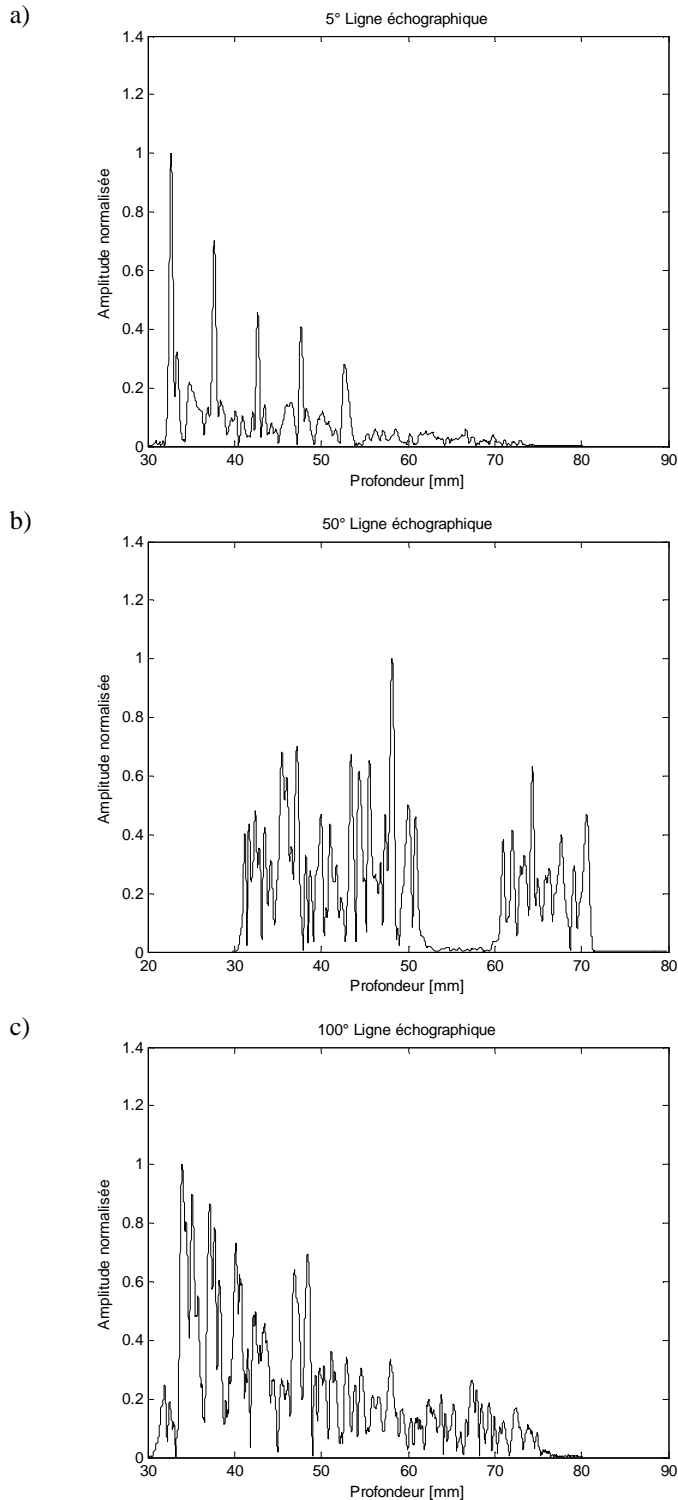 a)
5° Ligne échographique
1.4
1.2
1
0.8
0.6
0.4
0.2
0
Amplitude normalisée
30 40 50 60 70 80 90
Profondeur [mm]
b)
50° Ligne échographique
1.4
1.2
1
0.8
0.6
0.4
0.2
0
Amplitude normalisée
20 30 40 50 60 70 80
Profondeur [mm]
c)
100° Ligne échographique
1.4
1.2
1
0.8
0.6
0.4
0.2
0
Amplitude normalisée
30 40 50 60 70 80 90
Profondeur [mm]